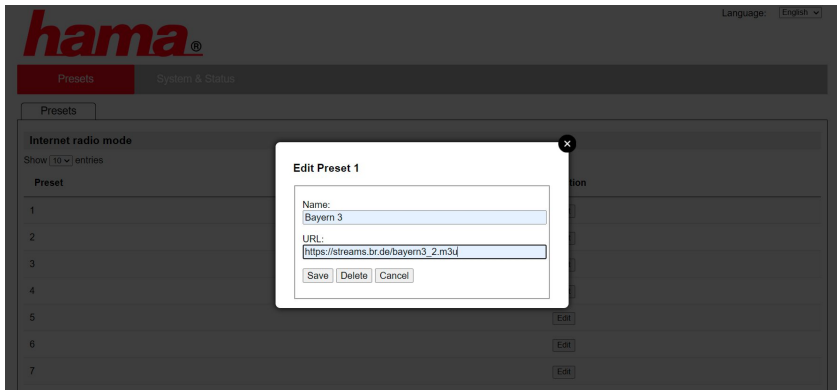 Language: English
hama®
Presets System & Status
Presets
Internet radio mode
Show 10 entries
Preset
1
2
3
4
5 Edit
6 Edit
7 Edit
Edit Preset 1
Name:
Bayern 3
URL:
https://streams.br.de/bayern3_2.m3u
Save Delete Cancel